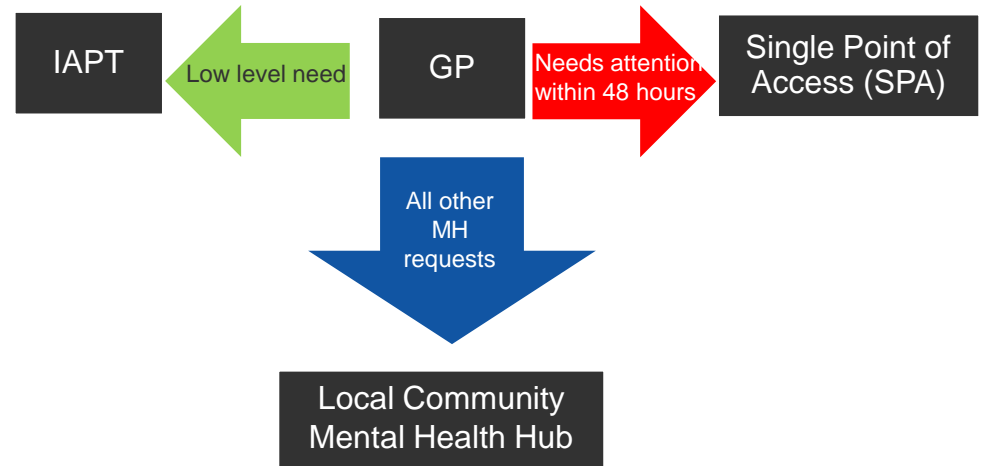 IAPT
Low level need
GP
Needs attention
within 48 hours
Single Point of
Access (SPA)
All other
MH
requests
Local Community
Mental Health Hub